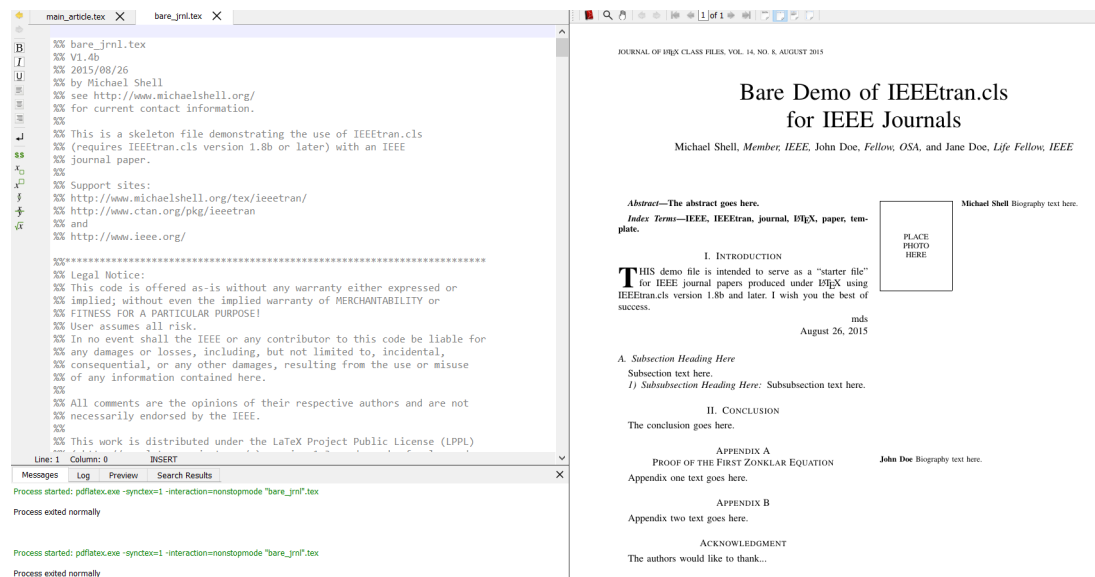 main_article.tex
bare_jrnl.tex
1 of 1
B
%% bare_jrnl.tex
I
%% V1.4b
U
%% 2015/08/26
%% by Michael Shell
%% see http://www.michaelshell.org/
%% for current contact information.
%%
%% This is a skeleton file demonstrating the use of IEEEtran.cls
%% (requires IEEEtran.cls version 1.8b or later) with an IEEE
%% journal paper.
%%
%% Support sites:
%% http://www.michaelshell.org/tex/ieeetran/
%% http://www.ctan.org/pkg/ieeetran
%% and
%% http://www.ieee.org/
%%*************************************************************************
%% Legal Notice:
%% This code is offered as-is without any warranty either expressed or
%% implied; without even the implied warranty of MERCHANTABILITY or
%% FITNESS FOR A PARTICULAR PURPOSE!
%% User assumes all risk.
%% In no event shall the IEEE or any contributor to this code be liable for
%% any damages or losses, including, but not limited to, incidental,
%% consequential, or any other damages, resulting from the use or misuse
%% of any information contained here.
%%
%% All comments are the opinions of their respective authors and are not
%% necessarily endorsed by the IEEE.
%%
%% This work is distributed under the LaTeX Project Public License (LPPL)
Line: 1 Column: 0 INSERT
Messages Log Preview Search Results
Process started: pdflatex.exe -synctex=1 -interaction=nonstopmode "bare_jrnl".tex
Process exited normally
Process started: pdflatex.exe -synctex=1 -interaction=nonstopmode "bare_jrnl".tex
Process exited normally
JOURNAL OF LATEX CLASS FILES, VOL. 14, NO. 8, AUGUST 2015
Bare Demo of IEEEtran.cls
for IEEE Journals
Michael Shell, Member, IEEE, John Doe, Fellow, OSA, and Jane Doe, Life Fellow, IEEE
Abstract—The abstract goes here.
Index Terms—IEEE, IEEEtran, journal, LATEX, paper, tem-
plate.
I. INTRODUCTION
THIS demo file is intended to serve as a “starter file”
for IEEE journal papers produced under LATEX using
IEEEtran.cls version 1.8b and later. I wish you the best of
success.
mds
August 26, 2015
A. Subsection Heading Here
Subsection text here.
1) Subsubsection Heading Here: Subsubsection text here.
II. CONCLUSION
The conclusion goes here.
APPENDIX A
PROOF OF THE FIRST ZONKLAR EQUATION
Appendix one text goes here.
APPENDIX B
Appendix two text goes here.
ACKNOWLEDGMENT
The authors would like to thank...
PLACE
PHOTO
HERE
Michael Shell Biography text here.
John Doe Biography text here.